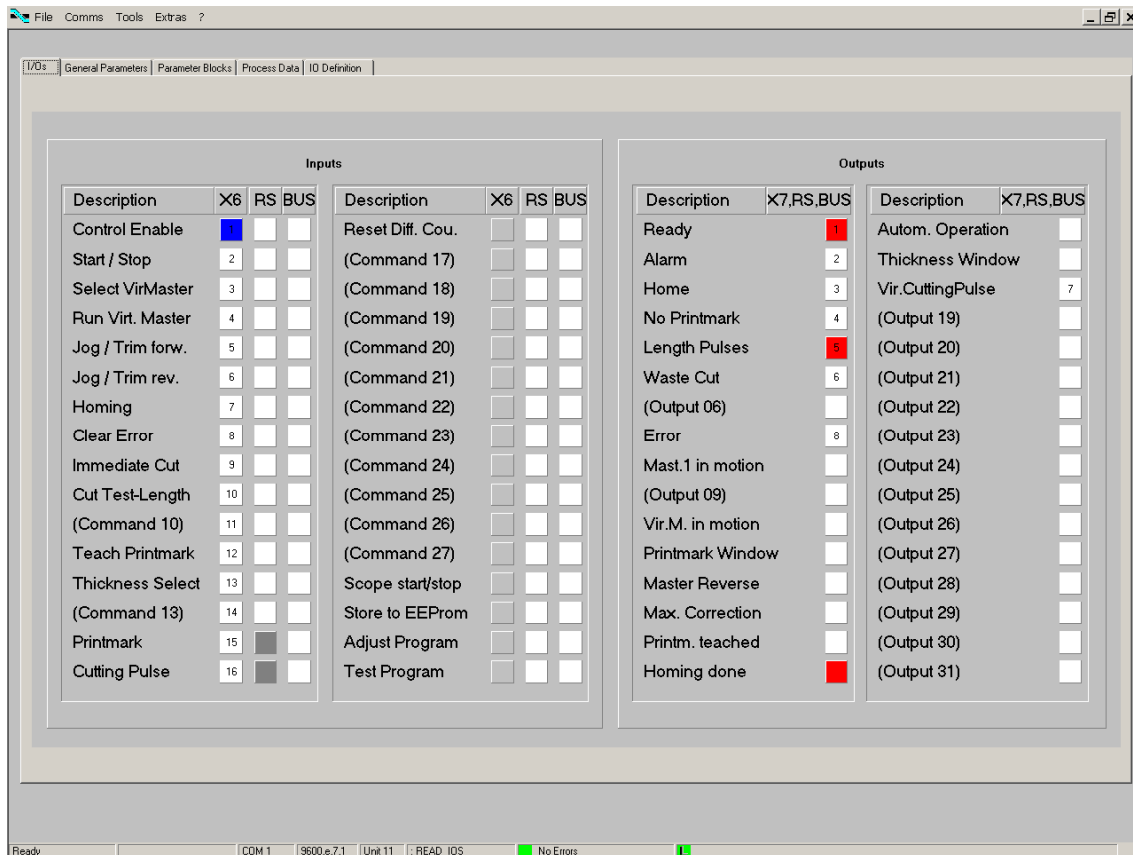 File Comms Tools Extras ?
I/Os General Parameters Parameter Blocks Process Data IO Definition
Inputs
Description X6 RS BUS
Control Enable 1
Start / Stop 2
Select VirMaster 3
Run Virt. Master 4
Jog / Trim forw. 5
Jog / Trim rev. 6
Homing 7
Clear Error 8
Immediate Cut 9
Cut Test-Length 10
(Command 10) 11
Teach Printmark 12
Thickness Select 13
(Command 13) 14
Printmark 15
Cutting Pulse 16
Description X6 RS BUS
Reset Diff. Cou.
(Command 17)
(Command 18)
(Command 19)
(Command 20)
(Command 21)
(Command 22)
(Command 23)
(Command 24)
(Command 25)
(Command 26)
(Command 27)
Scope start/stop
Store to EEProm
Adjust Program
Test Program
Outputs
Description X7,RS,BUS
Ready 1
Alarm 2
Home 3
No Printmark 4
Length Pulses 5
Waste Cut 6
(Output 06)
Error 8
Mast.1 in motion
(Output 09)
Vir.M. in motion
Printmark Window
Master Reverse
Max. Correction
Printm. teached
Homing done
Description X7,RS,BUS
Autom. Operation
Thickness Window
Vir.CuttingPulse 7
(Output 19)
(Output 20)
(Output 21)
(Output 22)
(Output 23)
(Output 24)
(Output 25)
(Output 26)
(Output 27)
(Output 28)
(Output 29)
(Output 30)
(Output 31)
Ready COM 1 9600,e,7,1 Unit 11 : READ IOS No Errors